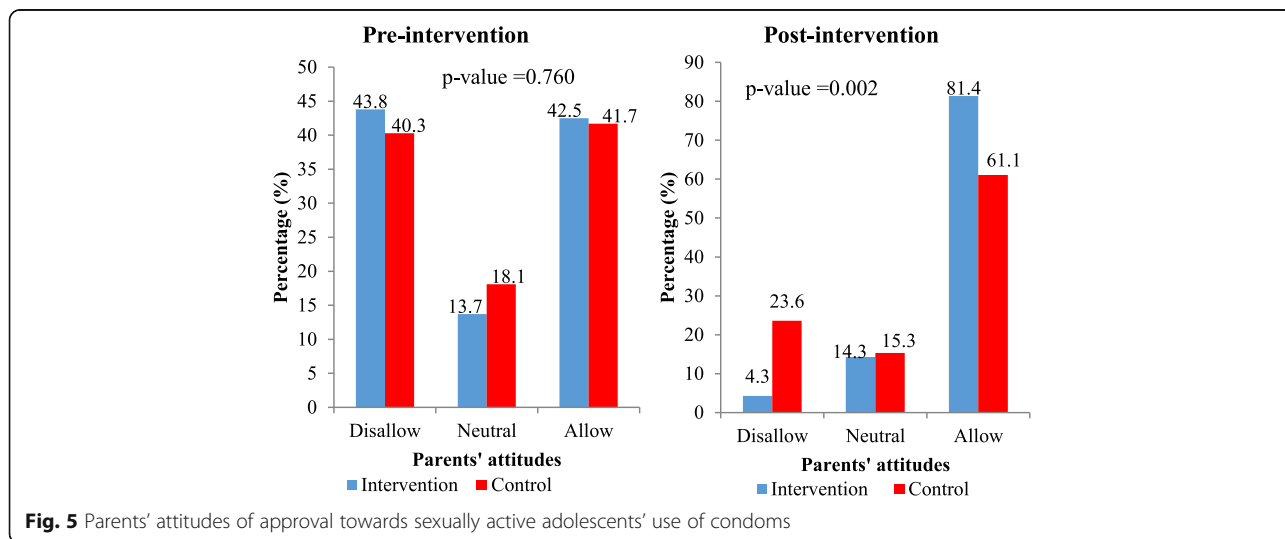 Pre-intervention
p-value =0.760
Percentage (%)
50
45
40
35
30
25
20
15
10
5
0
43.8
40.3
13.7
18.1
42.5
41.7
Disallow Neutral Allow
Parents' attitudes
Intervention Control
Post-intervention
p-value =0.002
Percentage (%)
90
80
70
60
50
40
30
20
10
0
4.3
23.6
14.3
15.3
81.4
61.1
Disallow Neutral Allow
Parents' attitudes
Intervention Control
Fig. 5 Parents’ attitudes of approval towards sexually active adolescents’ use of condoms